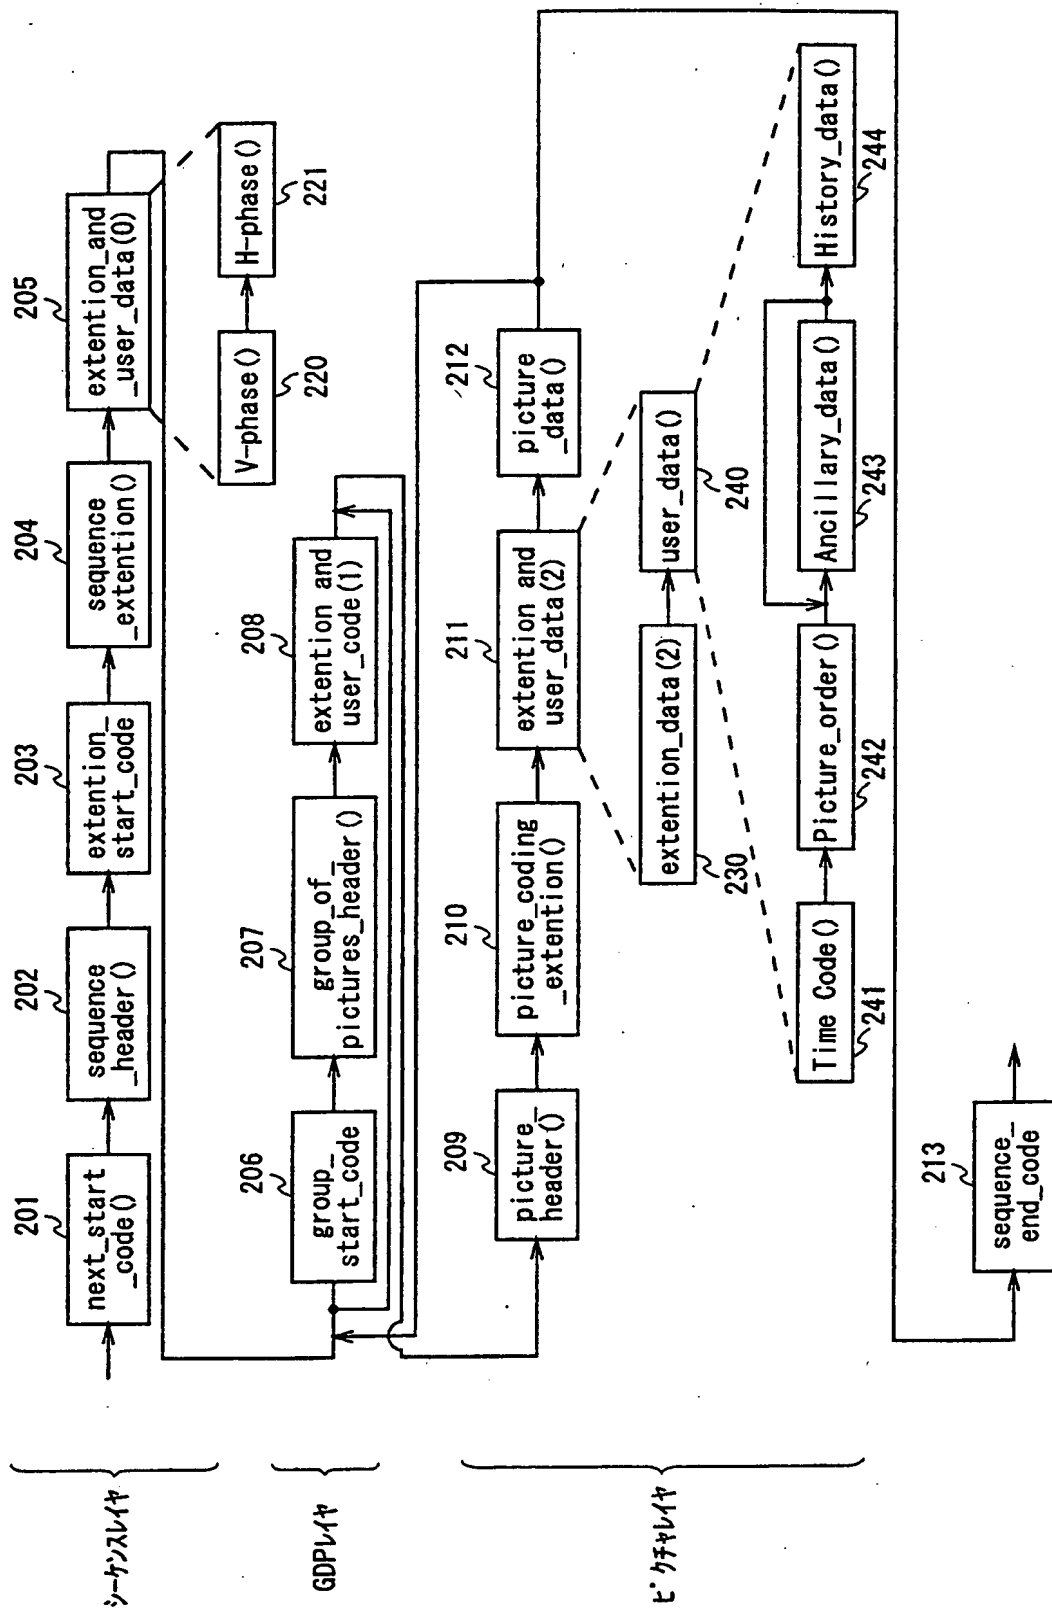 シーケンスレイヤ
201
next_start
_code()
202
sequence
_header()
203
extention_
start_code
204
sequence
_extention()
205
extention_and
_user_data(0)
V-phase()
220
H-phase()
221
GDPレイヤ
206
group_
start_code
207
group_of_
pictures_header()
208
extention and
user_code(1)
ピクチャレイヤ
209
picture_
header()
210
picture_coding
_extention()
211
extention and
user_data(2)
212
picture
_data()
extention_data(2)
230
user_data()
240
Time Code()
241
Picture_order()
242
Ancillary_data()
243
History_data()
244
213
sequence_
end_code